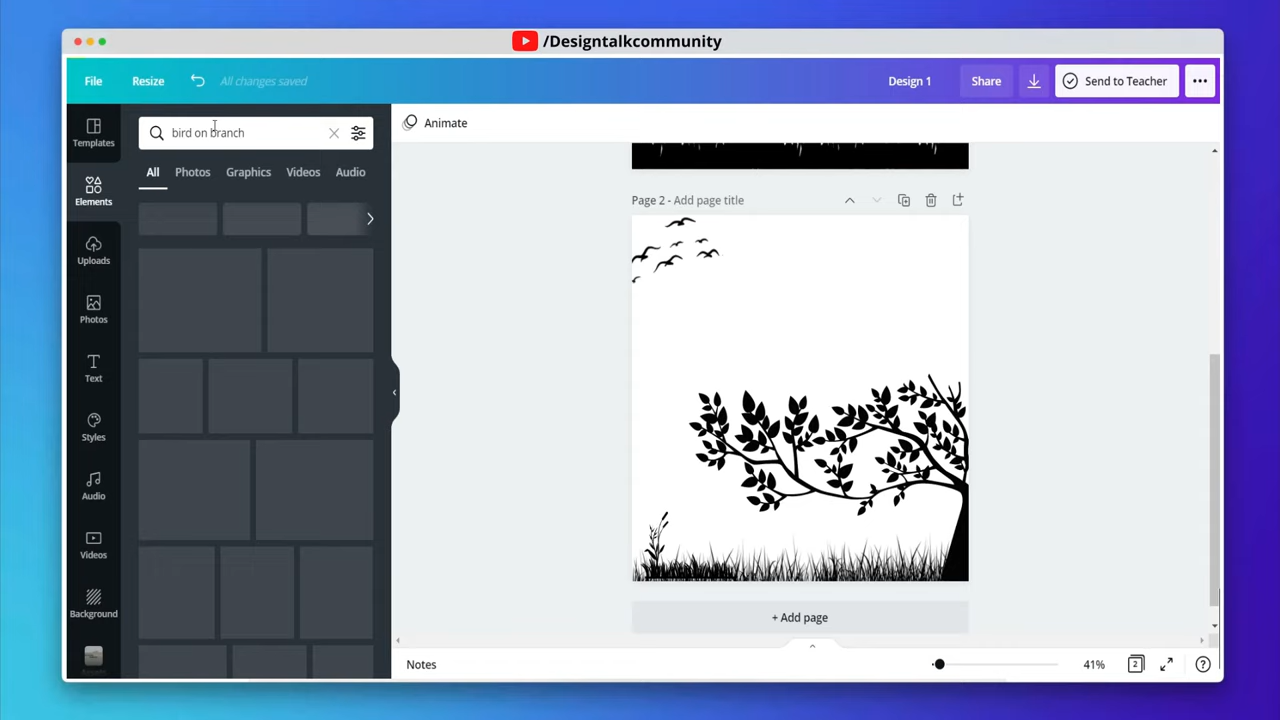 /Designtalkcommunity
File
Resize
All changes saved
Design 1
Share
Send to Teacher
Templates
Elements
Uploads
Photos
Text
Styles
Audio
Videos
Background
bird on branch
All
Photos
Graphics
Videos
Audio
Animate
Page 2 - Add page title
+ Add page
Notes
41%
2
?